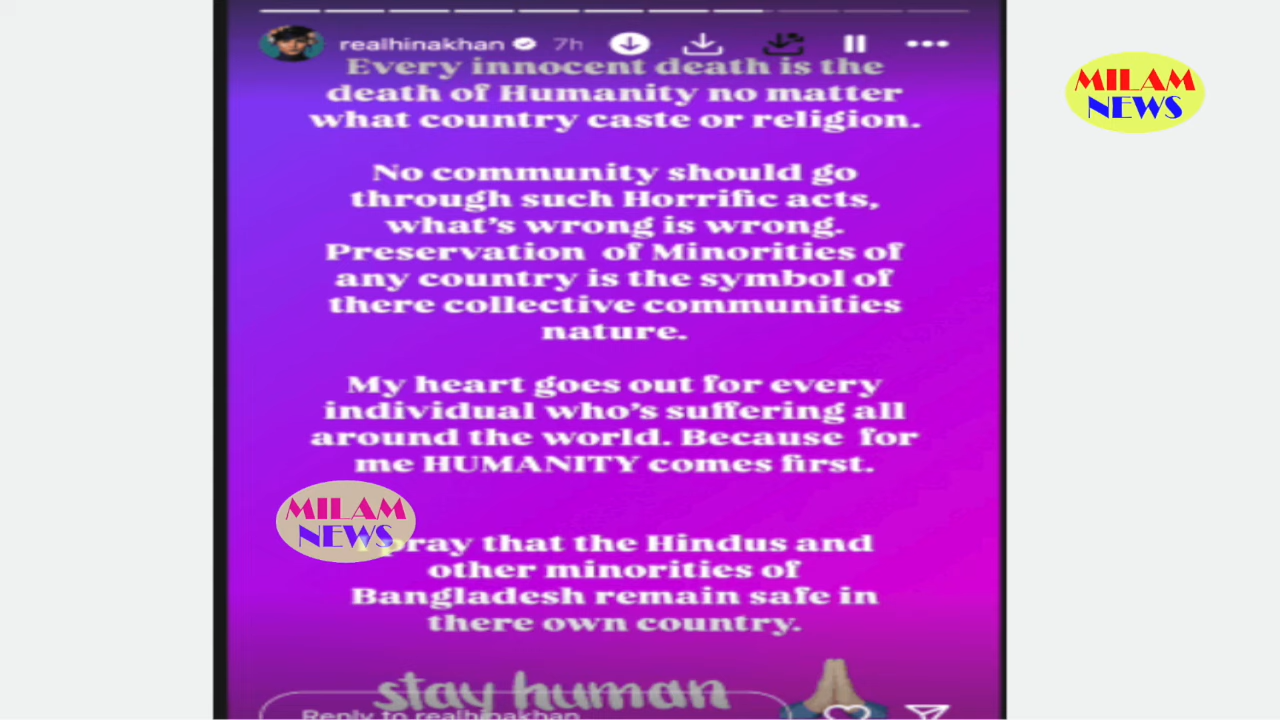 realhinakhan 7h
MILAM
NEWS
Every innocent death is the
death of Humanity no matter
what country caste or religion.
No community should go
through such Horrific acts,
what's wrong is wrong.
Preservation of Minorities of
any country is the symbol of
there collective communities
nature.
My heart goes out for every
individual who's suffering all
around the world. Because for
me HUMANITY comes first.
MILAM
NEWS
I pray that the Hindus and
other minorities of
Bangladesh remain safe in
there own country.
stay human
Reply to realhinakhan